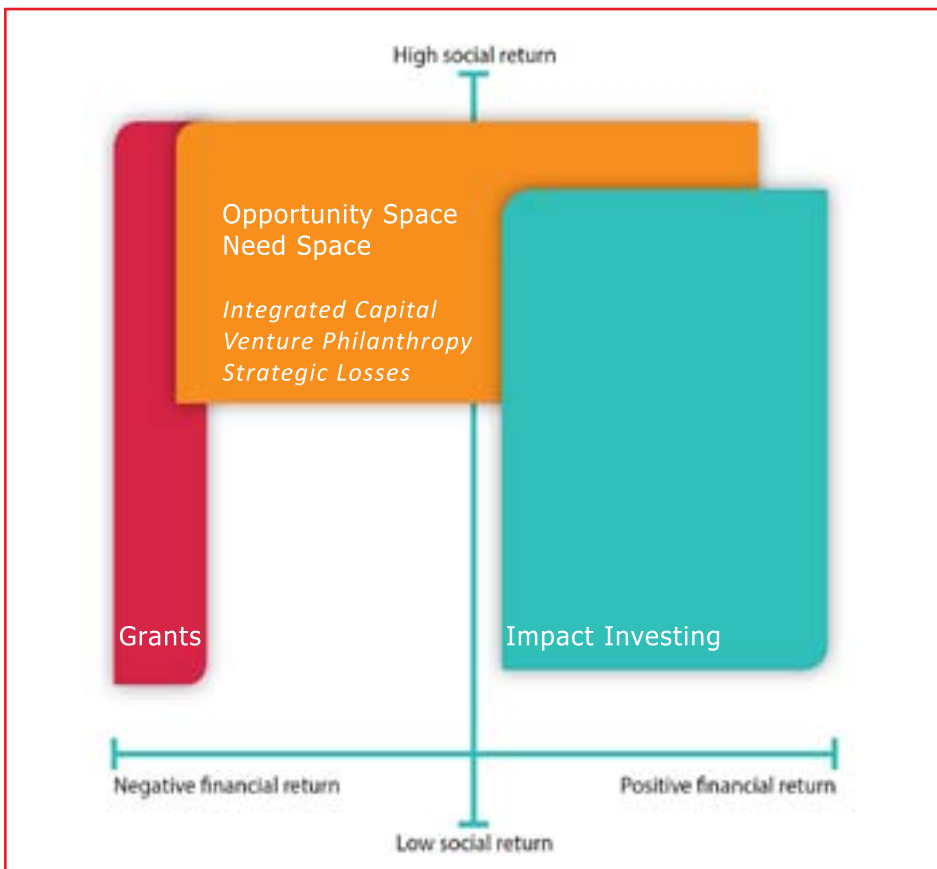 High social return
Opportunity Space
Need Space
Integrated Capital
Venture Philanthropy
Strategic Losses
Grants
Impact Investing
Negative financial return
Positive financial return
Low social return